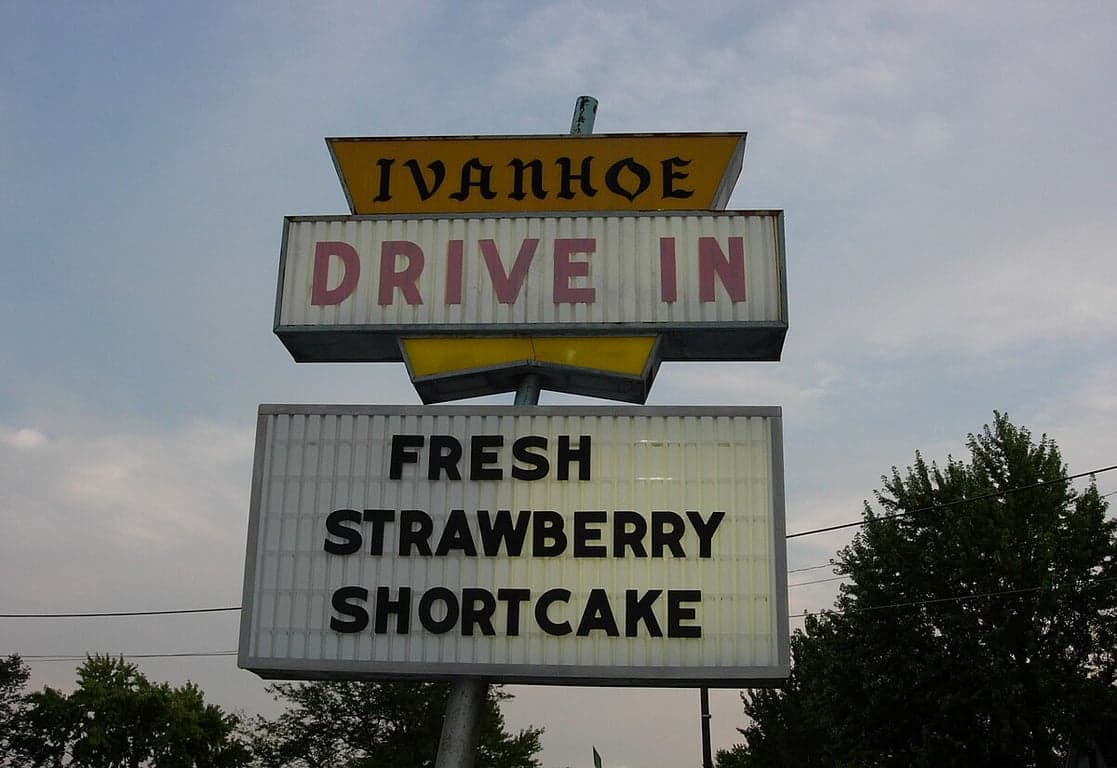 IVANHOE
DRIVE IN
FRESH
STRAWBERRY
SHORTCAKE